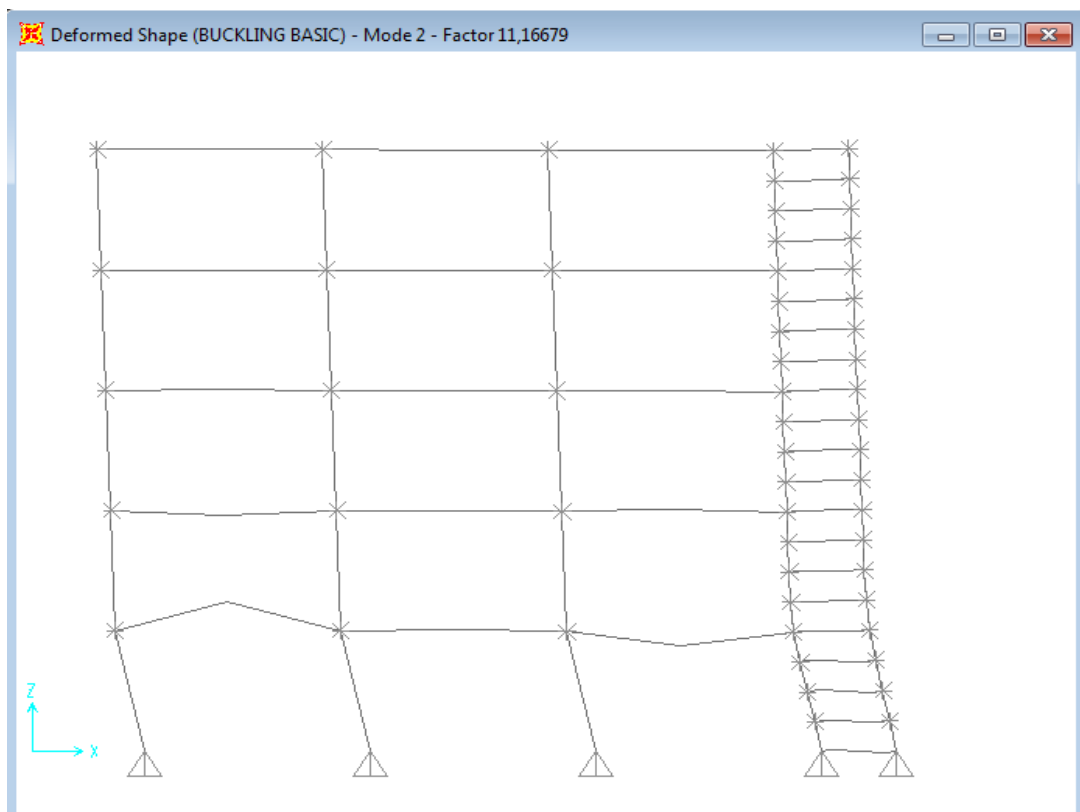 Deformed Shape (BUCKLING BASIC) - Mode 2 - Factor 11,16679
Z
X